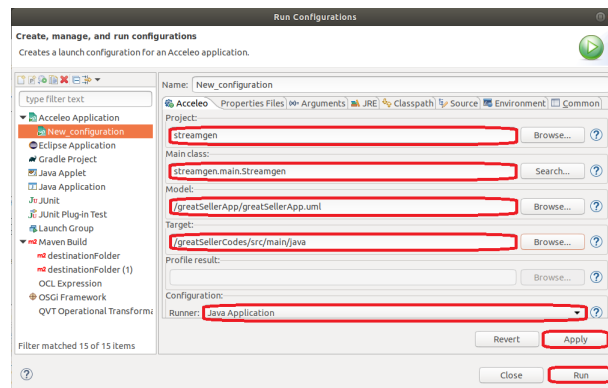 Run Configurations
Create, manage, and run configurations
Creates a launch configuration for an Acceleo application.
Name: New_configuration
type filter text
Acceleo Properties Files (x)= Arguments JRE Classpath Source Environment Common
Acceleo Application
New_configuration
Eclipse Application
Gradle Project
Java Applet
Java Application
JUnit
JUnit Plug-in Test
Launch Group
Maven Build
destinationFolder
destinationFolder (1)
OCL Expression
OSGi Framework
QVT Operational Transforma
Filter matched 15 of 15 items
Project:
streamgen Browse...
Main class:
streamgen.main.Streamgen Search...
Model:
/greatSellerApp/greatSellerApp.uml Browse...
Target:
/greatSellerCodes/src/main/java Browse...
Profile result:
Browse...
Configuration:
Runner: Java Application
Revert Apply
Close Run